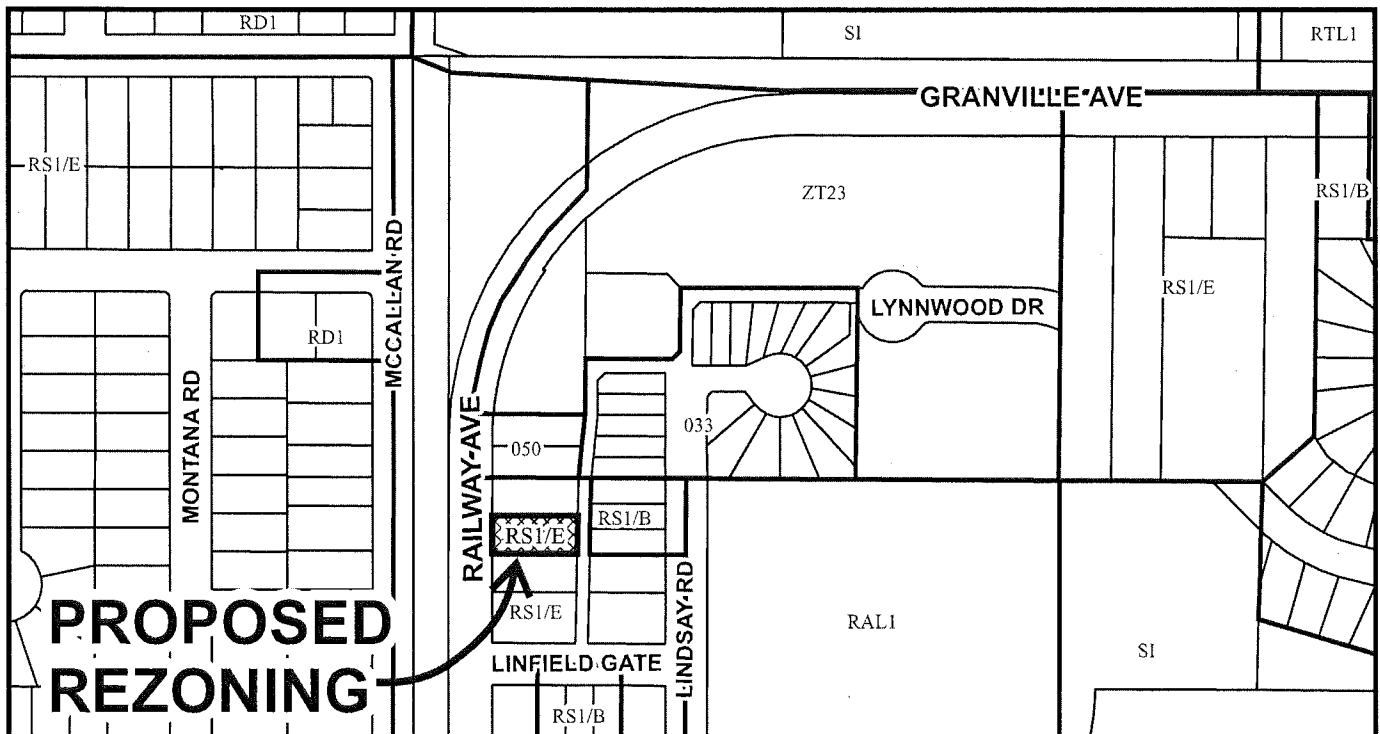 RD1
SI
RTL1
GRANVILLE AVE
RS1/E
ZT23
RS1/B
MCCALLAN RD
RS1/E
LYNNWOOD DR
RD1
MONTANA RD
RAILWAY AVE
050
033
RS1/B
RS1/E
PROPOSED
REZONING
RS1/E
LINDSAY RD
RAL1
SI
LINFIELD GATE
RS1/B